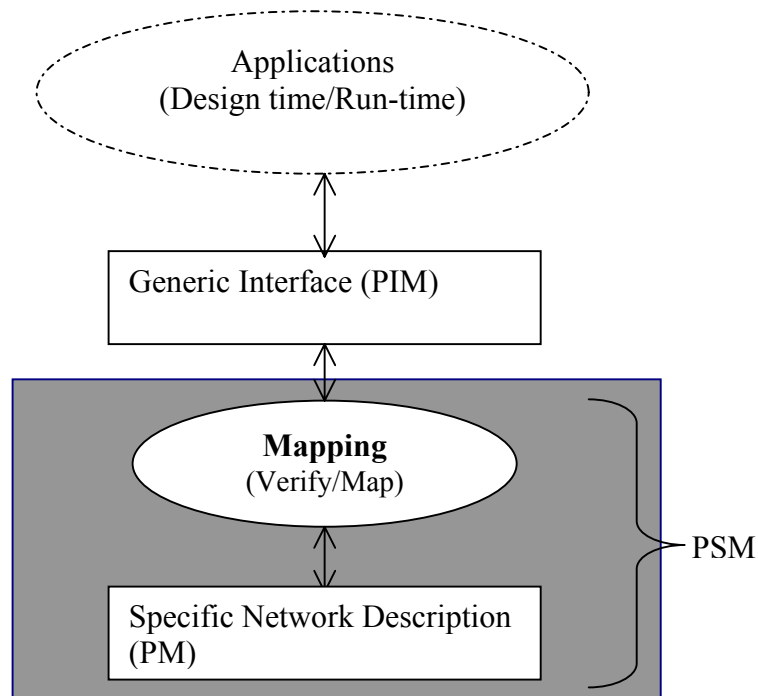 Applications
(Design time/Run-time)
Generic Interface (PIM)
Mapping
(Verify/Map)
PSM
Specific Network Description
(PM)